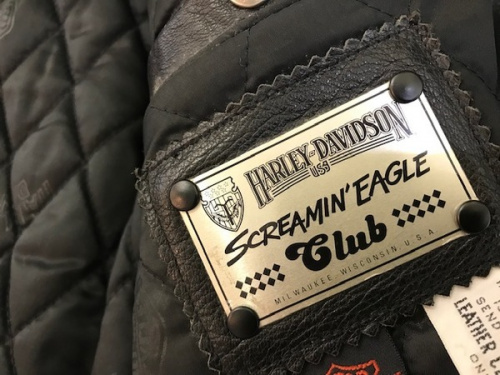 HARLEY-DAVIDSON
USA
SCREAMIN' EAGLE
Club
MILWAUKEE-WISCONSIN, U.S.A.
LEATHER